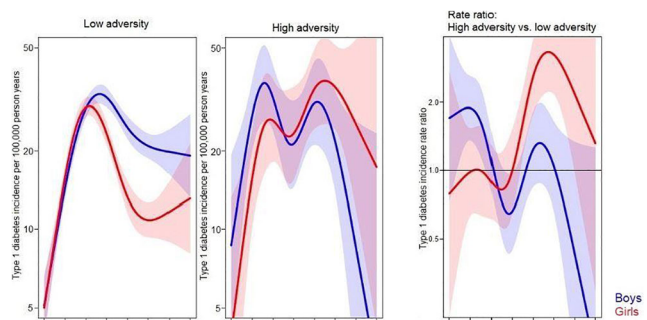 Low adversity
Type 1 diabetes incidence per 100,000 person years
50
20
10
5
High adversity
Type 1 diabetes incidence per 100,000 person years
50
20
10
5
Rate ratio:
High adversity vs. low adversity
Type 1 diabetes incidence rate ratio
2.0
1.0
0.5
Boys
Girls